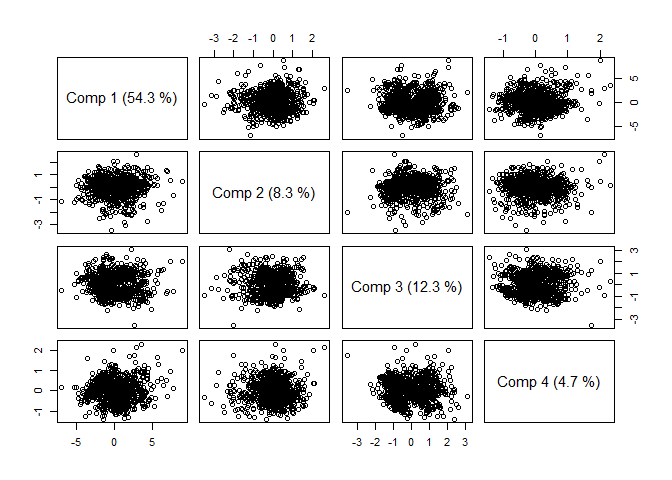 -3 -2 -1 0 1 2
-1 0 1 2
Comp 1 (54.3 %)
-5 0 5
-3 -1 1
Comp 2 (8.3 %)
Comp 3 (12.3 %)
-3 -1 1 3
-1 0 1 2
Comp 4 (4.7 %)
-5 0 5
-3 -2 -1 0 1 2 3